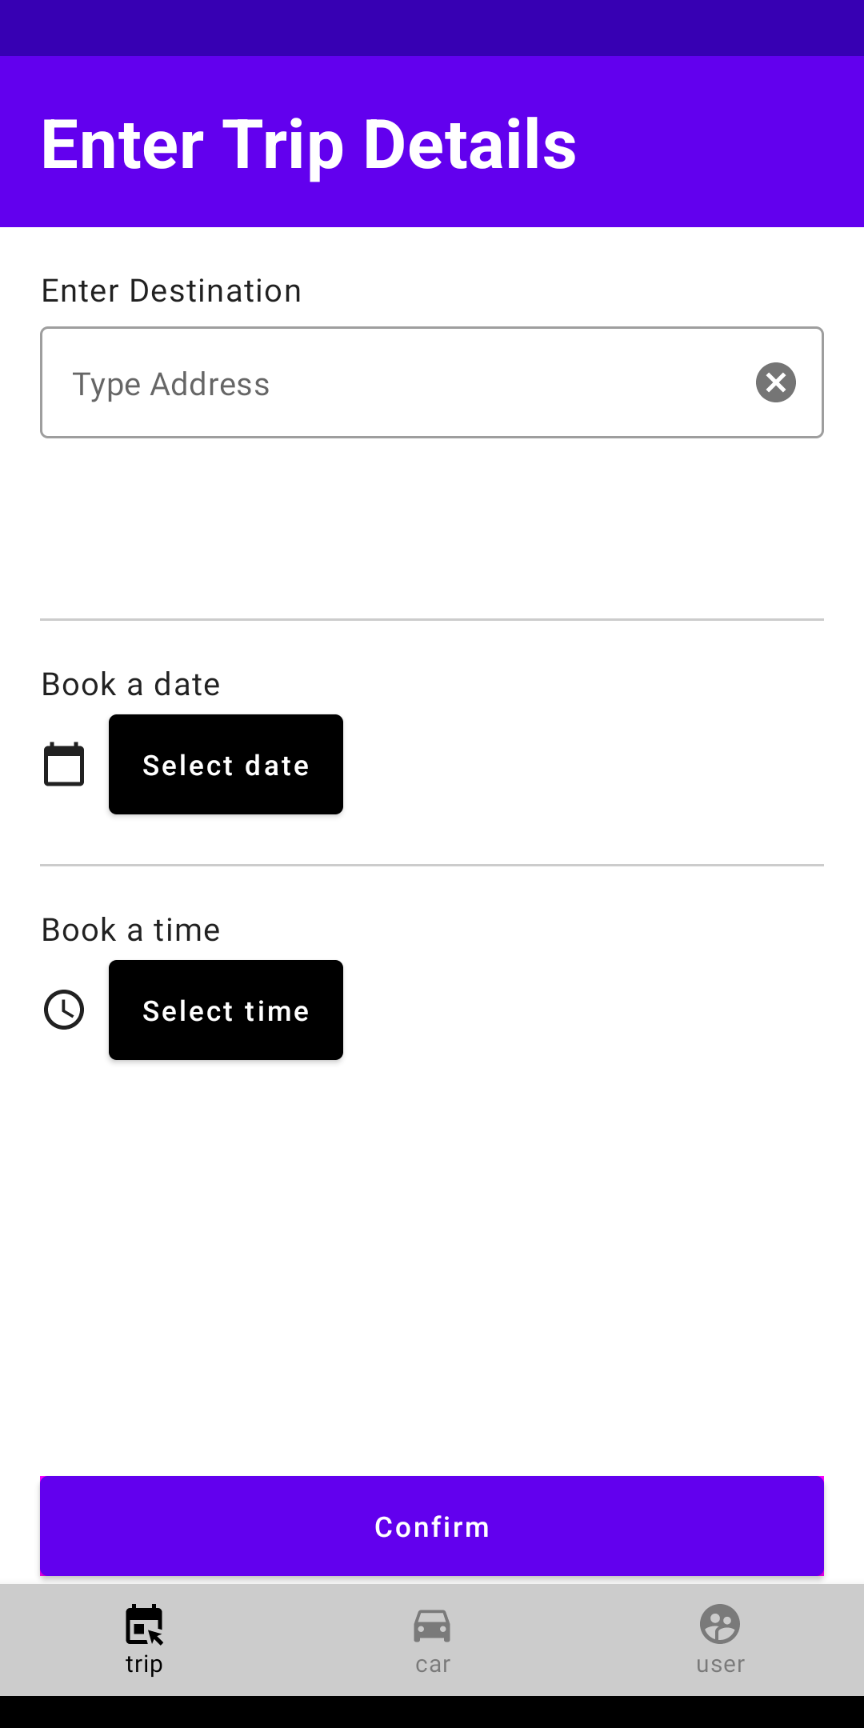 Enter Trip Details
Enter Destination
Type Address
Book a date
Select date
Book a time
Select time
Confirm
trip
car
user